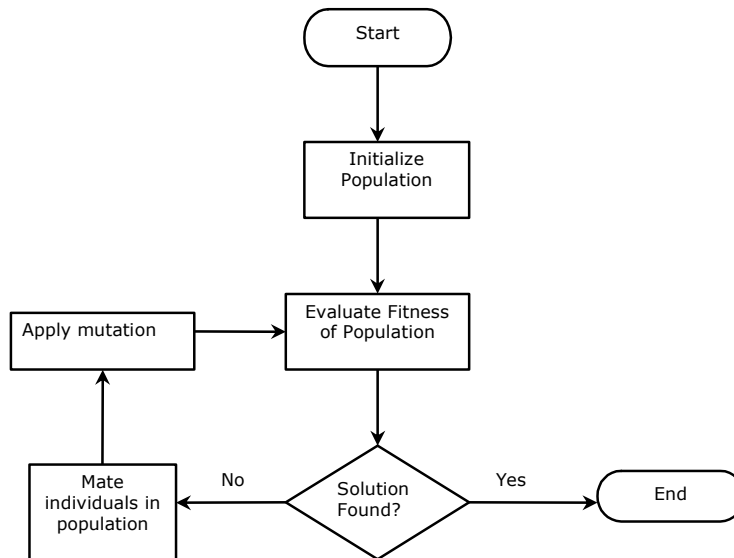 Start
Initialize
Population
Evaluate Fitness
of Population
Apply mutation
Solution
Found?
No
Yes
Mate
individuals in
population
End